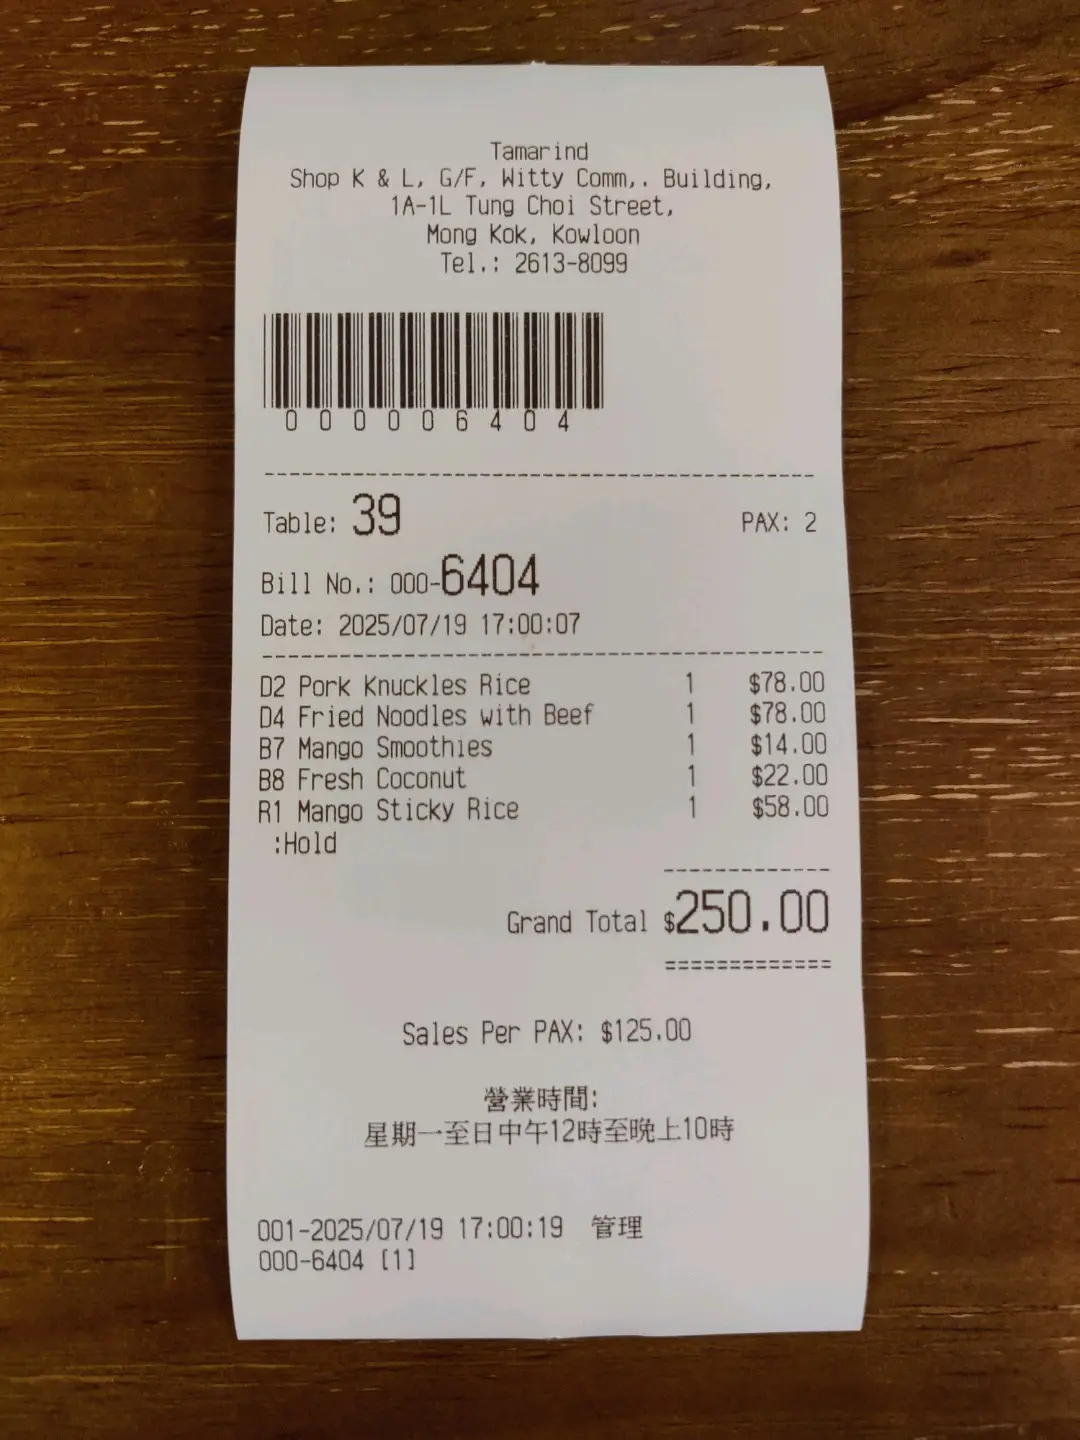 Tamarind
Shop K & L, G/F, Witty Comm,. Building,
1A-1L Tung Choi Street,
Mong Kok, Kowloon
Tel.: 2613-8099
000006404
Table: 39 PAX: 2
Bill No.: 000-6404
Date: 2025/07/19 17:00:07
D2 Pork Knuckles Rice 1 $78.00
D4 Fried Noodles with Beef 1 $78.00
B7 Mango Smoothies 1 $14.00
B8 Fresh Coconut 1 $22.00
R1 Mango Sticky Rice 1 $58.00
:Hold
Grand Total $250.00
Sales Per PAX: $125.00
營業時間:
星期一至日中午12時至晚上10時
001-2025/07/19 17:00:19 管理
000-6404 [1]